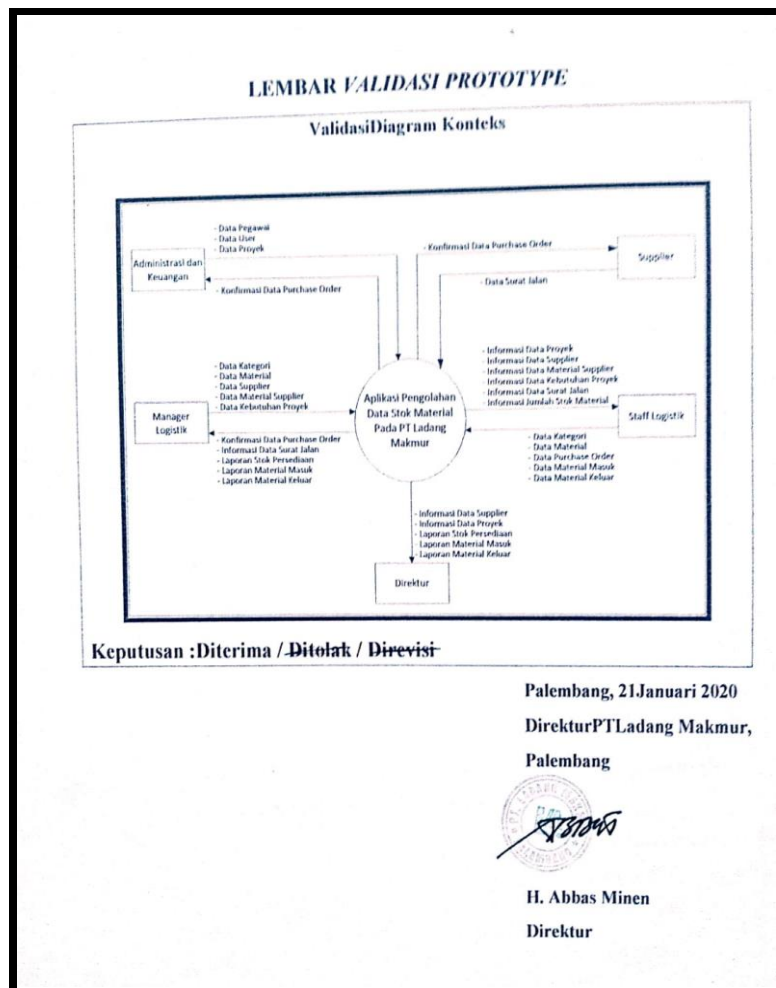 LEMBAR VALIDASI PROTOTYPE
ValidasiDiagram Konteks
- Data Pegawai
- Data User
- Data Proyek
Administrasi dan
Keuangan
- Konfirmasi Data Purchase Order
- Konfirmasi Data Purchase Order
Supplier
- Data Surat Jalan
- Data Kategori
- Data Material
- Data Supplier
- Data Material Supplier
- Data Kebutuhan Proyek
Manager
Logistik
- Konfirmasi Data Purchase Order
- Informasi Data Surat Jalan
- Laporan Stok Persediaan
- Laporan Material Masuk
- Laporan Material Keluar
Aplikasi Pengolahan
Data Stok Material
Pada PT Ladang
Makmur
- Informasi Data Proyek
- Informasi Data Supplier
- Informasi Data Material Supplier
- Informasi Data Kebutuhan Proyek
- Informasi Data Surat Jalan
- Informasi Jumlah Stok Material
Staff Logistik
- Data Kategori
- Data Material
- Data Purchase Order
- Data Material Masuk
- Data Material Keluar
- Informasi Data Supplier
- Informasi Data Proyek
- Laporan Stok Persediaan
- Laporan Material Masuk
- Laporan Material Keluar
Direktur
Keputusan :Diterima / Ditolak / Direvisi
Palembang, 21Januari 2020
DirekturPTLadang Makmur,
Palembang
H. Abbas Minen
Direktur